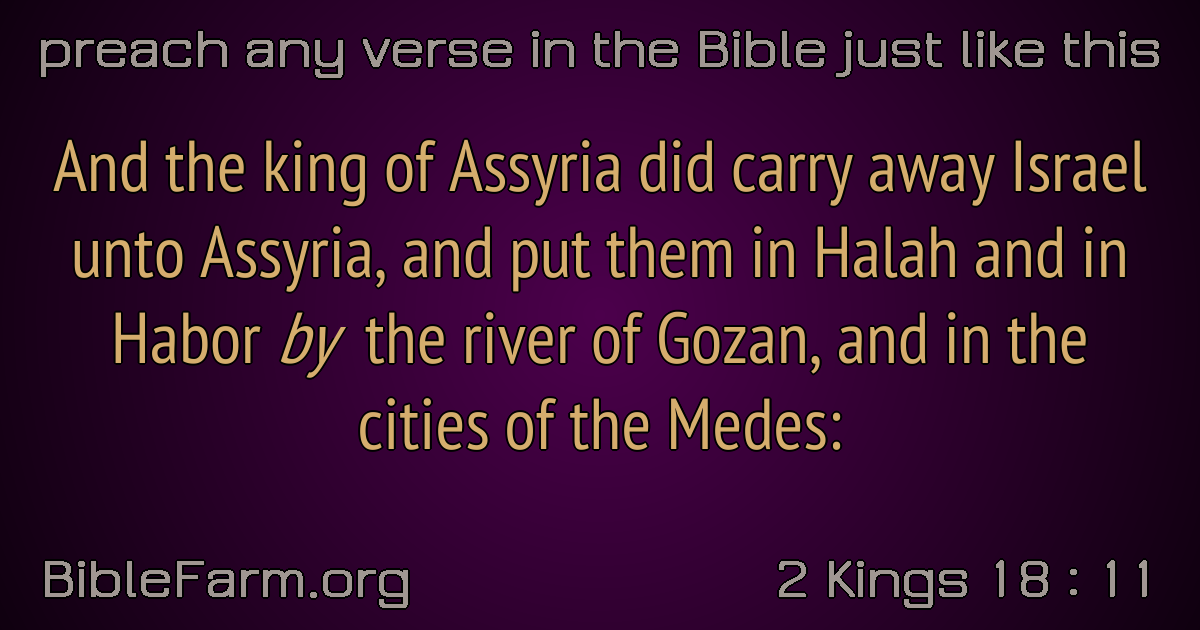 preach any verse in the Bible just like this
And the king of Assyria did carry away Israel
unto Assyria, and put them in Halah and in
Habor by the river of Gozan, and in the
cities of the Medes:
BibleFarm.org
2 Kings 18 : 11